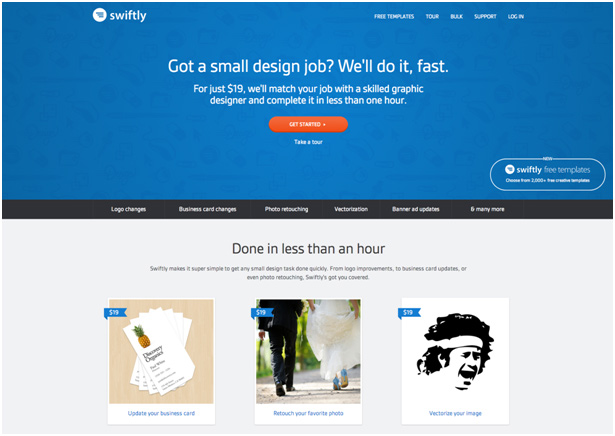 swiftly
FREE TEMPLATES TOUR BULK SUPPORT LOG IN
Got a small design job? We'll do it, fast.
For just $19, we'll match your job with a skilled graphic
designer and complete it in less than one hour.
GET STARTED
Take a tour
NEW
swiftly free templates
Choose from 2,000+ free creative templates
Logo changes Business card changes Photo retouching Vectorization Banner ad updates & many more
Done in less than an hour
Swiftly makes it super simple to get any small design task done quickly. From logo improvements, to business card updates, or
even photo retouching, Swiftly's got you covered.
$19 $19 $19
Discovery
Organics
Update your business card Retouch your favorite photo Vectorize your image